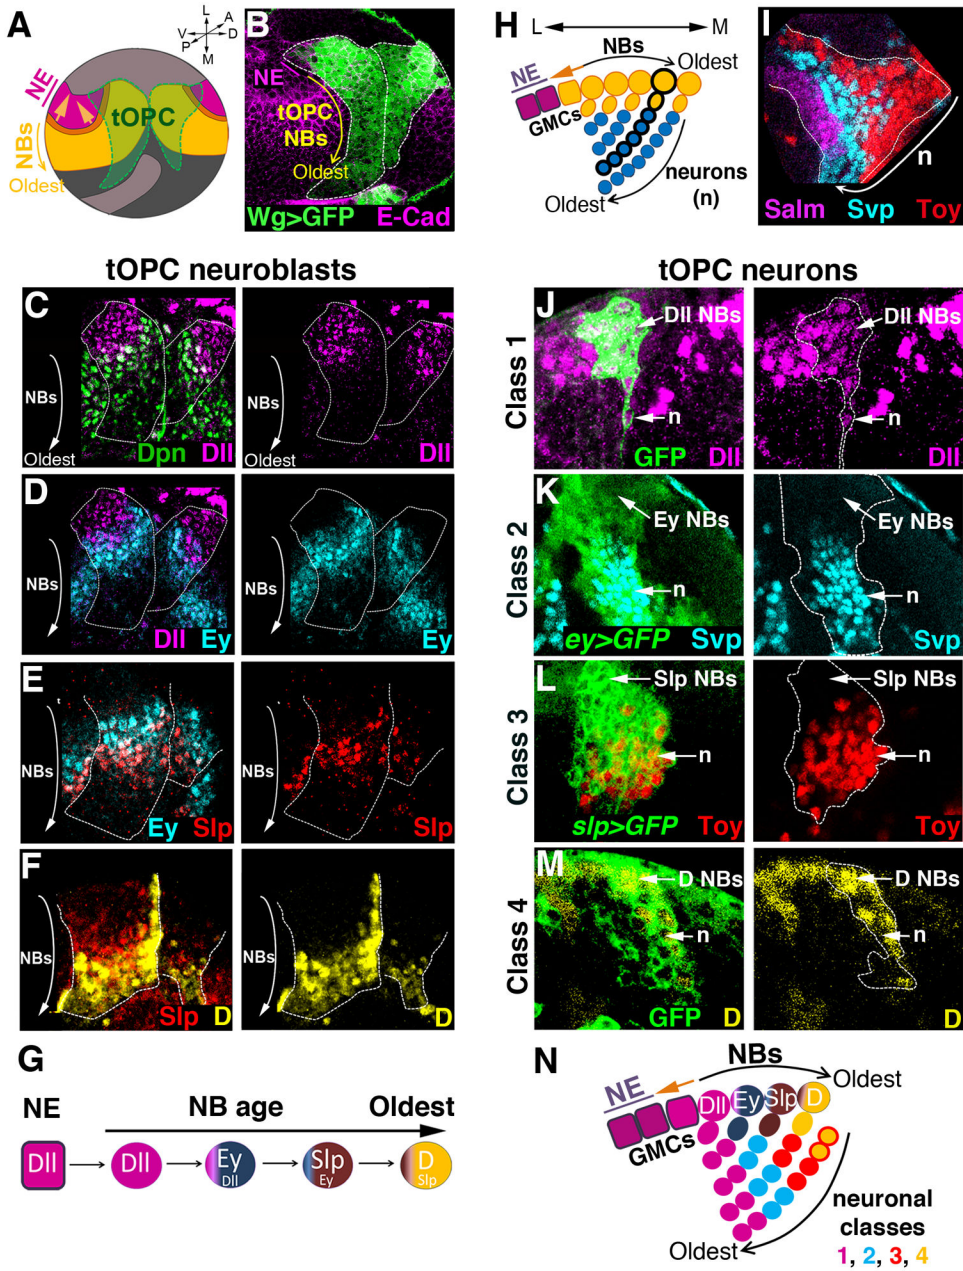 A
L
A
V
D
P
M
NE
tOPC
NBs
Oldest
B
NE
tOPC
NBs
Oldest
Wg>GFP E-Cad
H
L
M
NBs
Oldest
NE
GMCs
neurons
(n)
Oldest
I
n
Salm Svp Toy
tOPC neuroblasts
C
NBs
Oldest
Dpn Dll
NBs
Oldest
Dll
D
NBs
Dll Ey
NBs
Ey
E
NBs
Ey Slp
NBs
Slp
F
NBs
Slp D
NBs
D
G
NE
NB age
Oldest
Dll
Dll
Ey
Dll
Slp
Ey
D
Slp
tOPC neurons
Class 1
J
Dll NBs
n
GFP Dll
Dll NBs
n
Dll
Class 2
K
Ey NBs
n
ey>GFP Svp
Ey NBs
n
Svp
Class 3
L
Slp NBs
n
slp>GFP Toy
Slp NBs
n
Toy
Class 4
M
D NBs
n
GFP D
D NBs
n
D
N
NBs
Oldest
NE
Dll Ey Slp D
GMCs
neuronal
classes
1, 2, 3, 4
Oldest